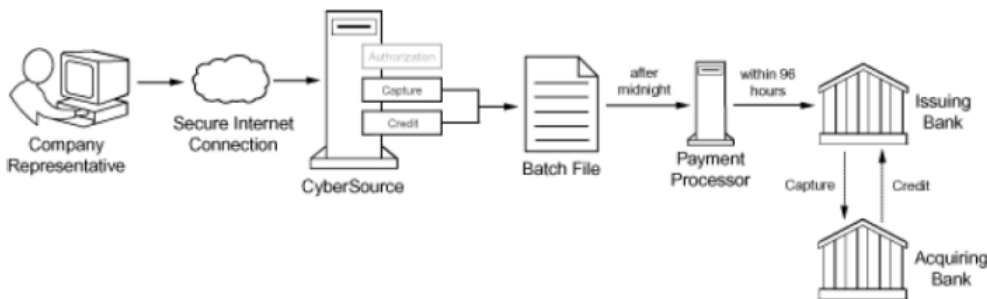 Company
Representative
Secure Internet
Connection
Authorization
Capture
Credit
CyberSource
Batch File
after
midnight
Payment
Processor
within 96
hours
Issuing
Bank
Capture
Credit
Acquiring
Bank